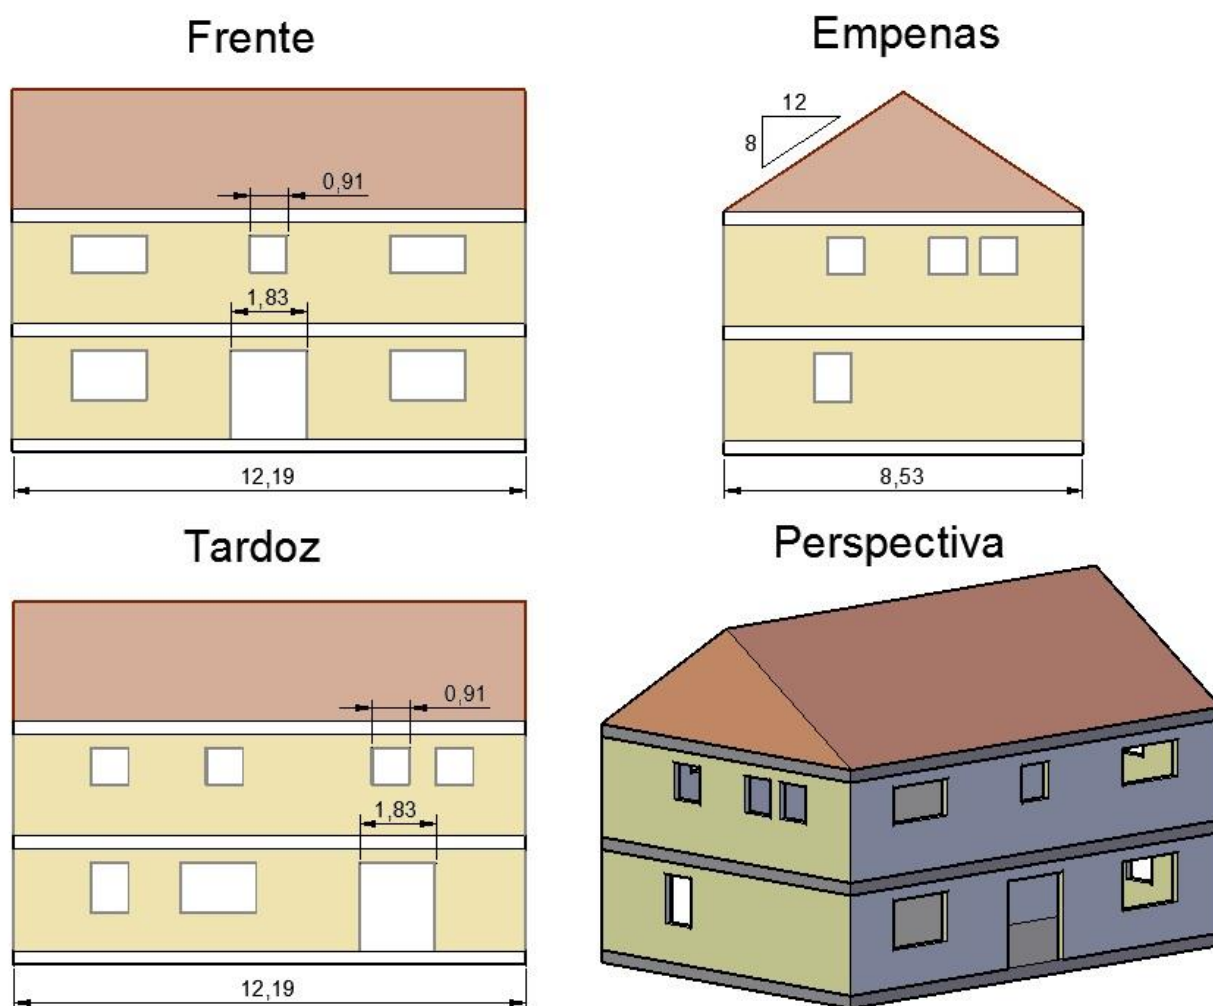 Frente
0,91
1,83
12,19
Empenas
12
8
8,53
Tardoz
0,91
1,83
12,19
Perspectiva